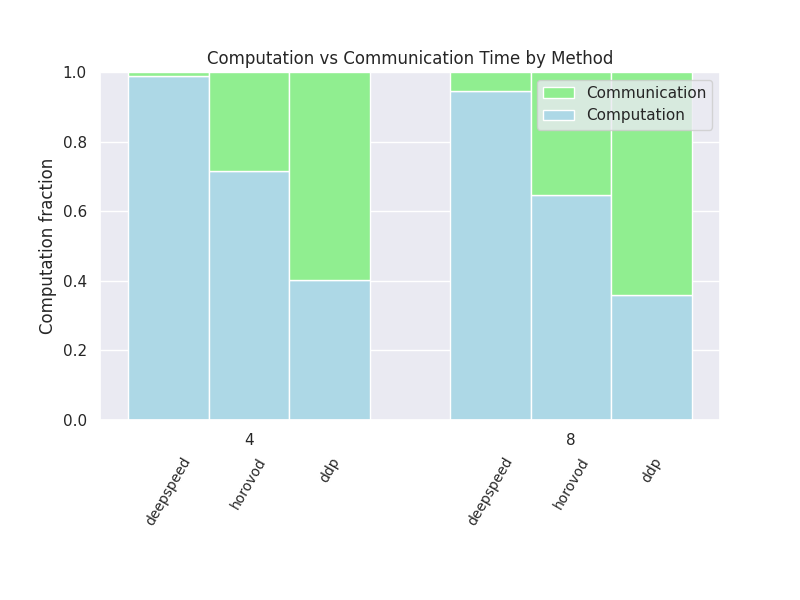 Computation vs Communication Time by Method
Communication
Computation
Computation fraction
1.0
0.8
0.6
0.4
0.2
0.0
4
8
deepspeed
horovod
ddp
deepspeed
horovod
ddp